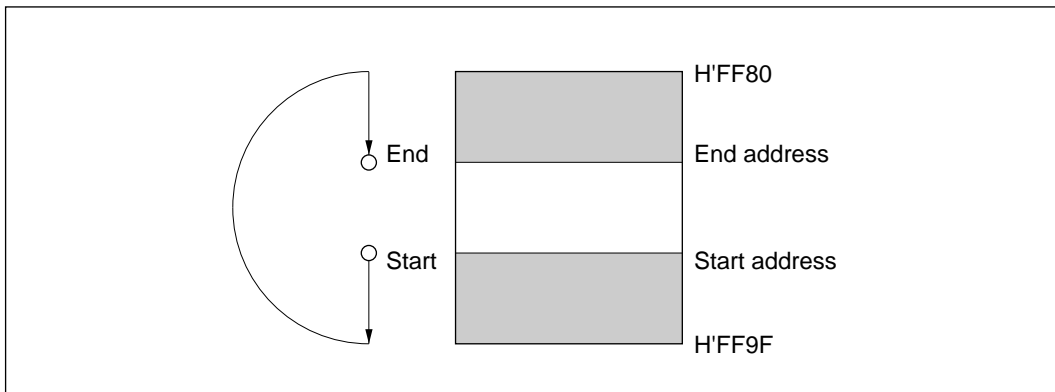 H'FF80
End
End address
Start
Start address
H'FF9F